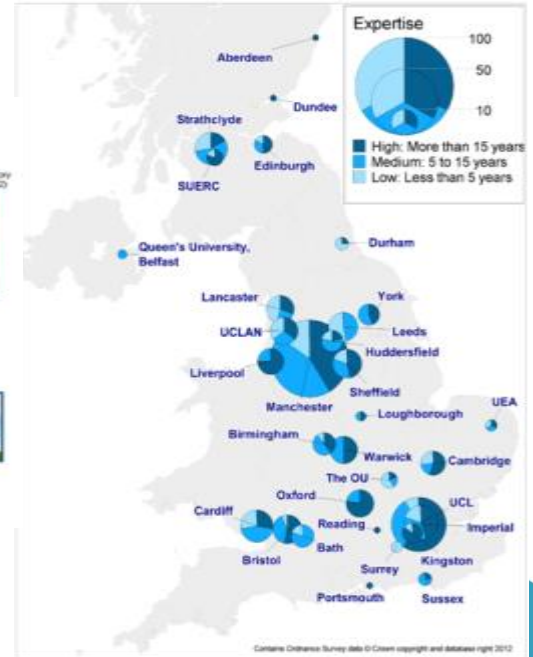 Expertise
100
50
10
High: More than 15 years
Medium: 5 to 15 years
Low: Less than 5 years
Aberdeen
Dundee
Strathclyde
Edinburgh
SUERC
Queen's University,
Belfast
Durham
Lancaster
York
UCLAN
Leeds
Huddersfield
Liverpool
Sheffield
Manchester
UEA
Loughborough
Birmingham
Warwick
Cambridge
The OU
Oxford
UCL
Cardiff
Reading
Imperial
Bristol
Bath
Kingston
Surrey
Portsmouth
Sussex
Contains Ordnance Survey data © Crown copyright and database right 2012